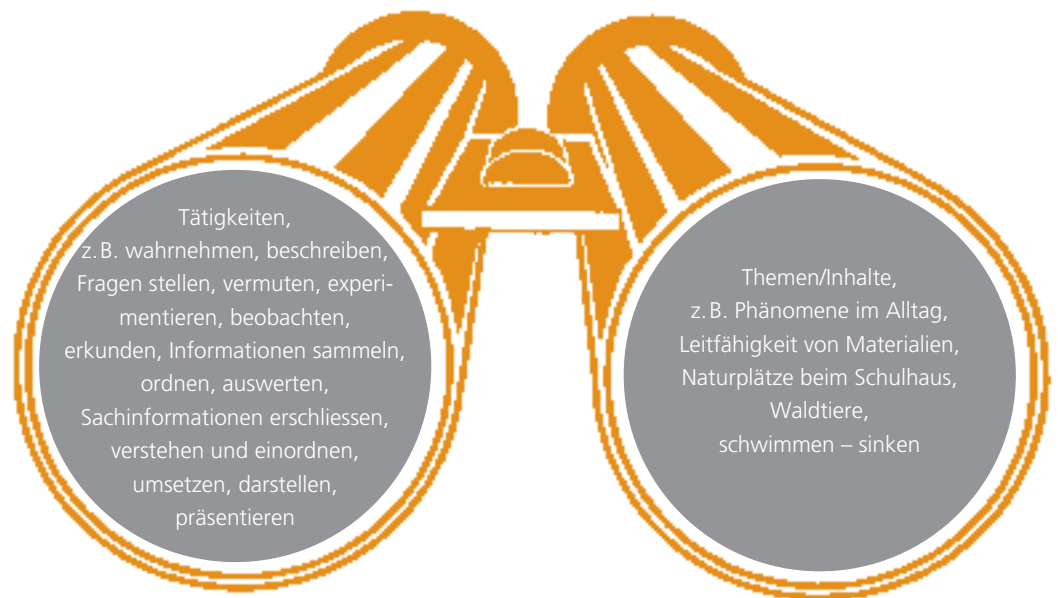 Tätigkeiten,
z. B. wahrnehmen, beschreiben,
Fragen stellen, vermuten, experi-
mentieren, beobachten,
erkunden, Informationen sammeln,
ordnen, auswerten,
Sachinformationen erschliessen,
verstehen und einordnen,
umsetzen, darstellen,
präsentieren
Themen/Inhalte,
z. B. Phänomene im Alltag,
Leitfähigkeit von Materialien,
Naturplätze beim Schulhaus,
Waldtiere,
schwimmen – sinken